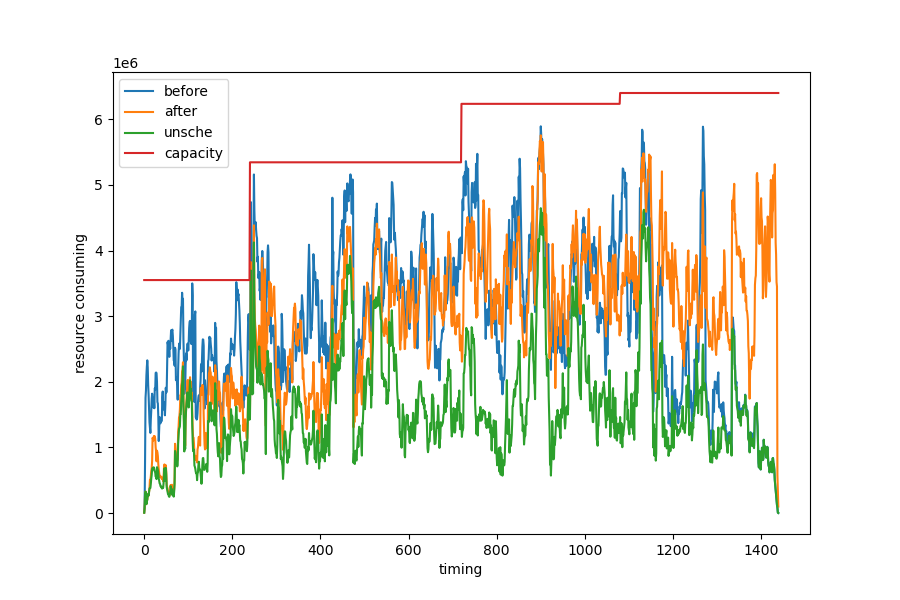 1e6
before
after
unsche
capacity
6
5
4
3
2
1
0
resource consuming
0 200 400 600 800 1000 1200 1400
timing